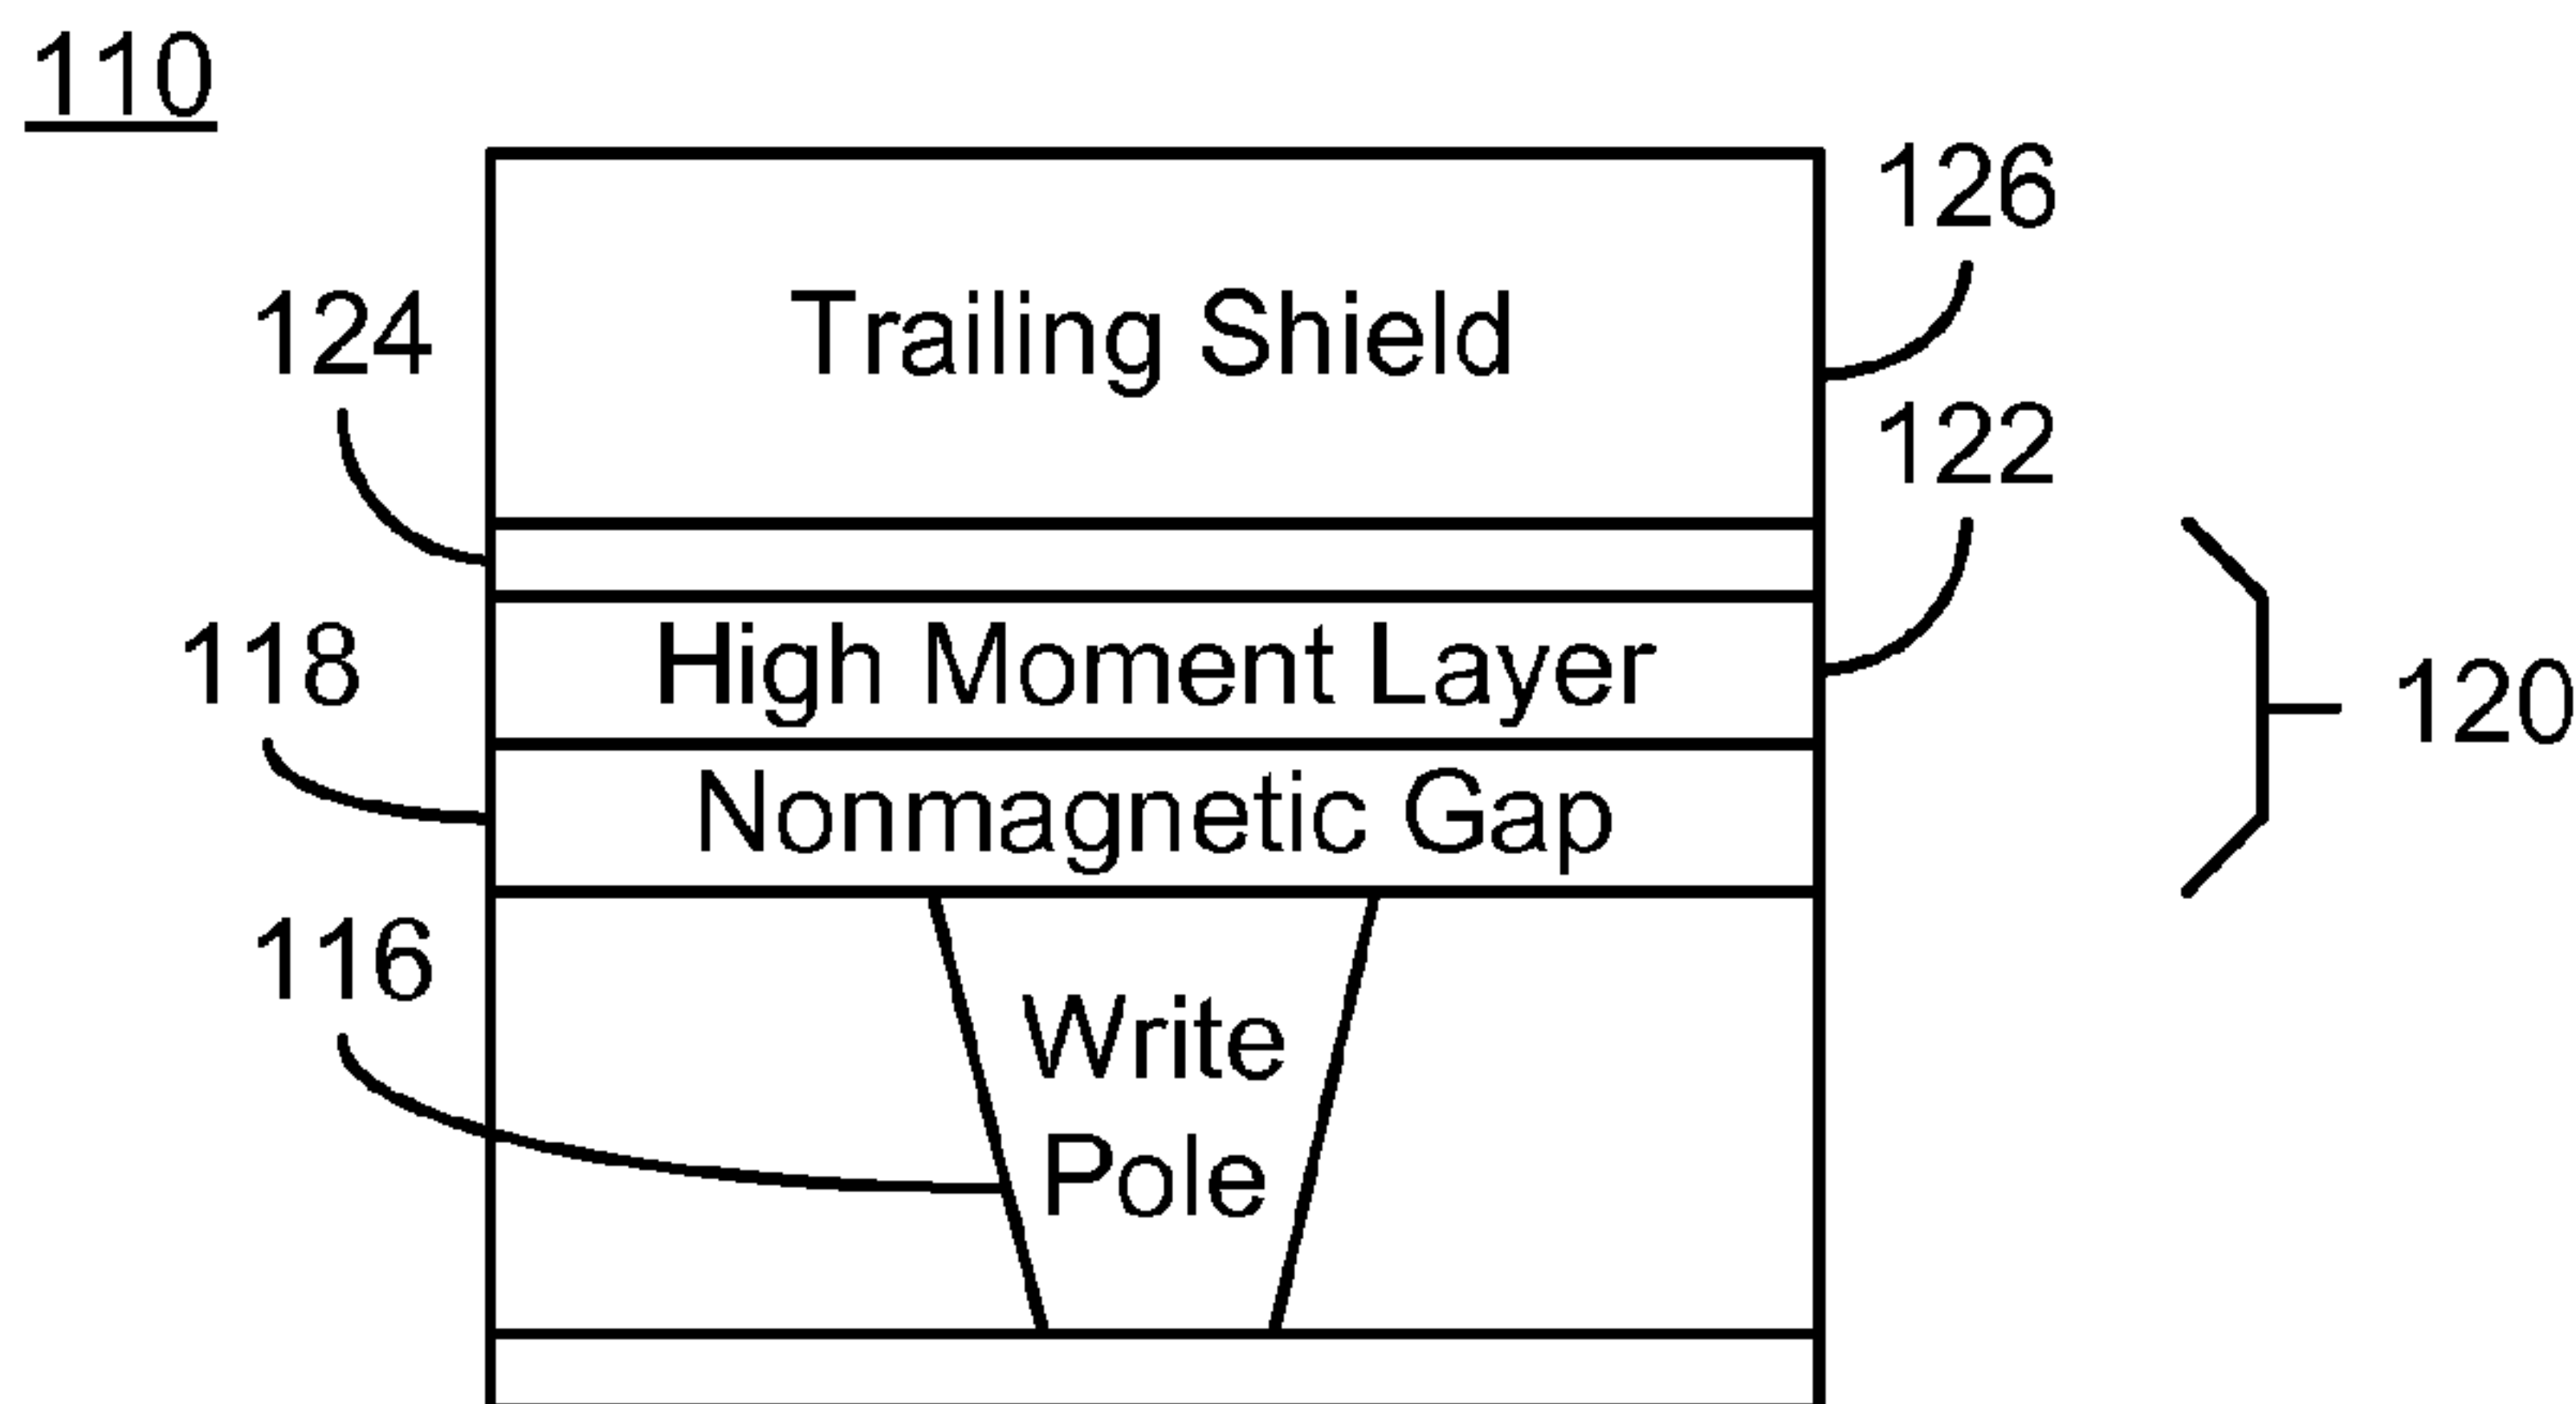 110
126
Trailing Shield
124
122
118
High Moment Layer
120
Nonmagnetic Gap
116
Write
Pole